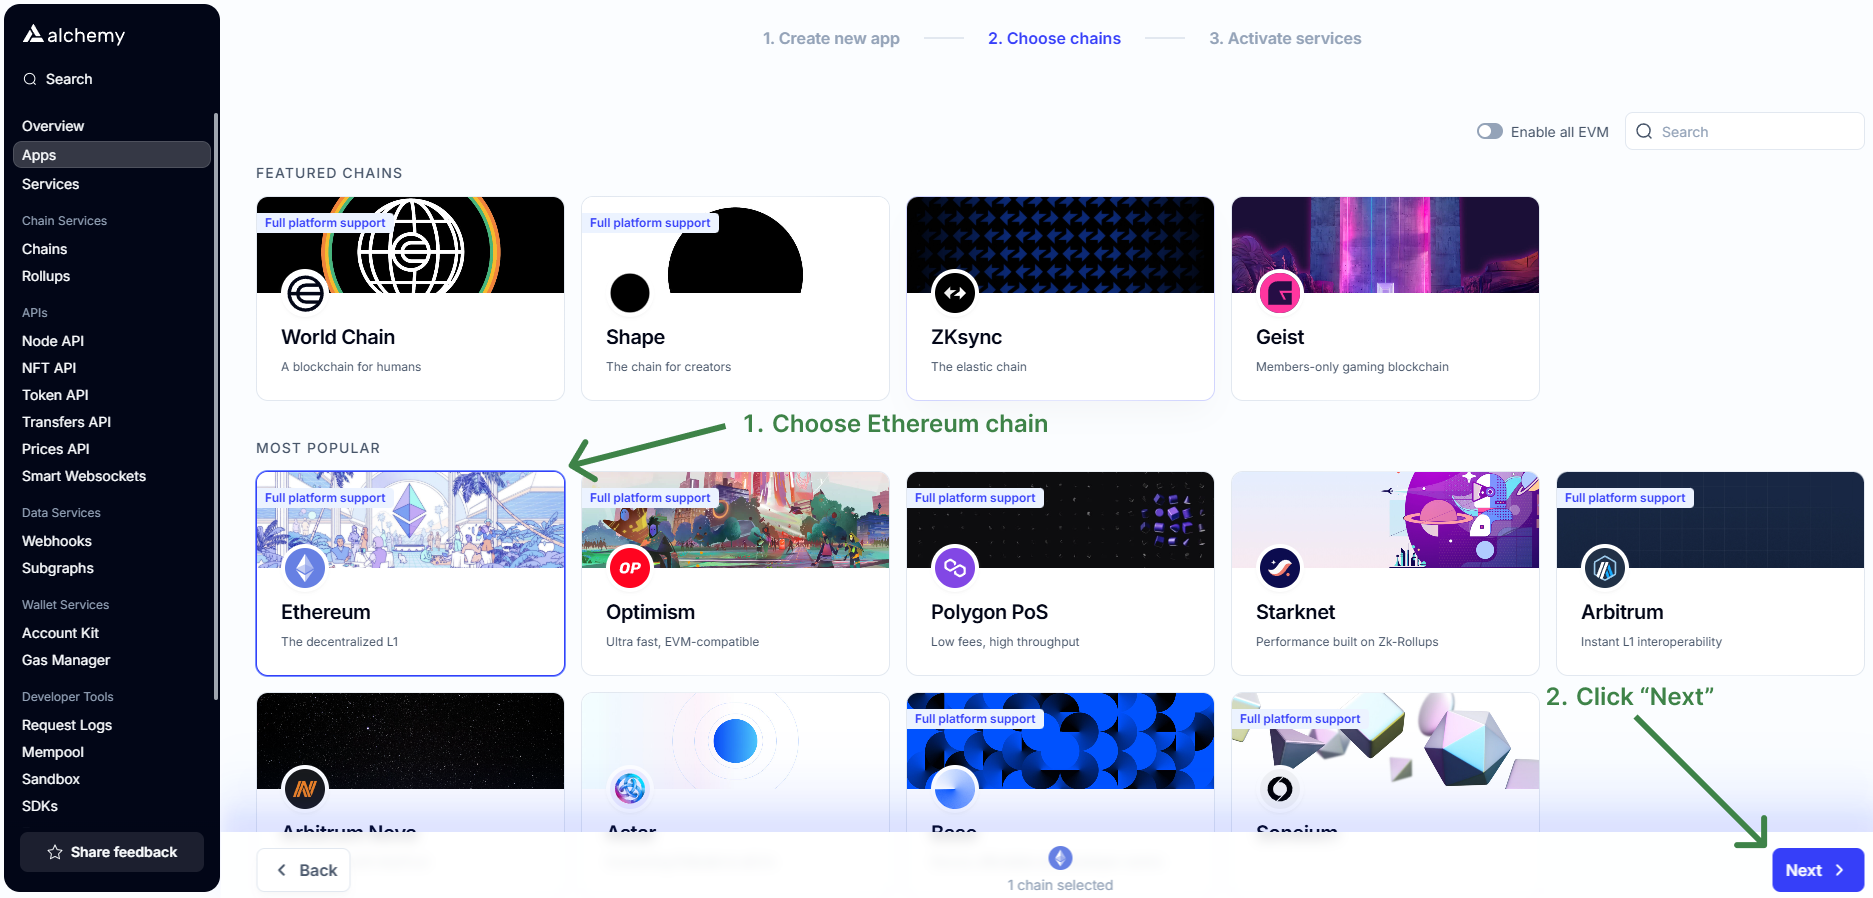 alchemy
Search
Overview
Apps
Services
Chain Services
Chains
Rollups
APIs
Node API
NFT API
Token API
Transfers API
Prices API
Smart Websockets
Data Services
Webhooks
Subgraphs
Wallet Services
Account Kit
Gas Manager
Developer Tools
Request Logs
Mempool
Sandbox
SDKs
Share feedback
1. Create new app
2. Choose chains
3. Activate services
Enable all EVM
Search
FEATURED CHAINS
Full platform support
World Chain
A blockchain for humans
Full platform support
Shape
The chain for creators
ZKsync
The elastic chain
Geist
Members-only gaming blockchain
1. Choose Ethereum chain
MOST POPULAR
Full platform support
Ethereum
The decentralized L1
Full platform support
OP
Optimism
Ultra fast, EVM-compatible
Full platform support
Polygon PoS
Low fees, high throughput
Starknet
Performance built on Zk-Rollups
Full platform support
Arbitrum
Instant L1 interoperability
2. Click “Next”
Arbitrum Nova
Astar
Full platform support
Base
Full platform support
Soneium
Back
1 chain selected
Next